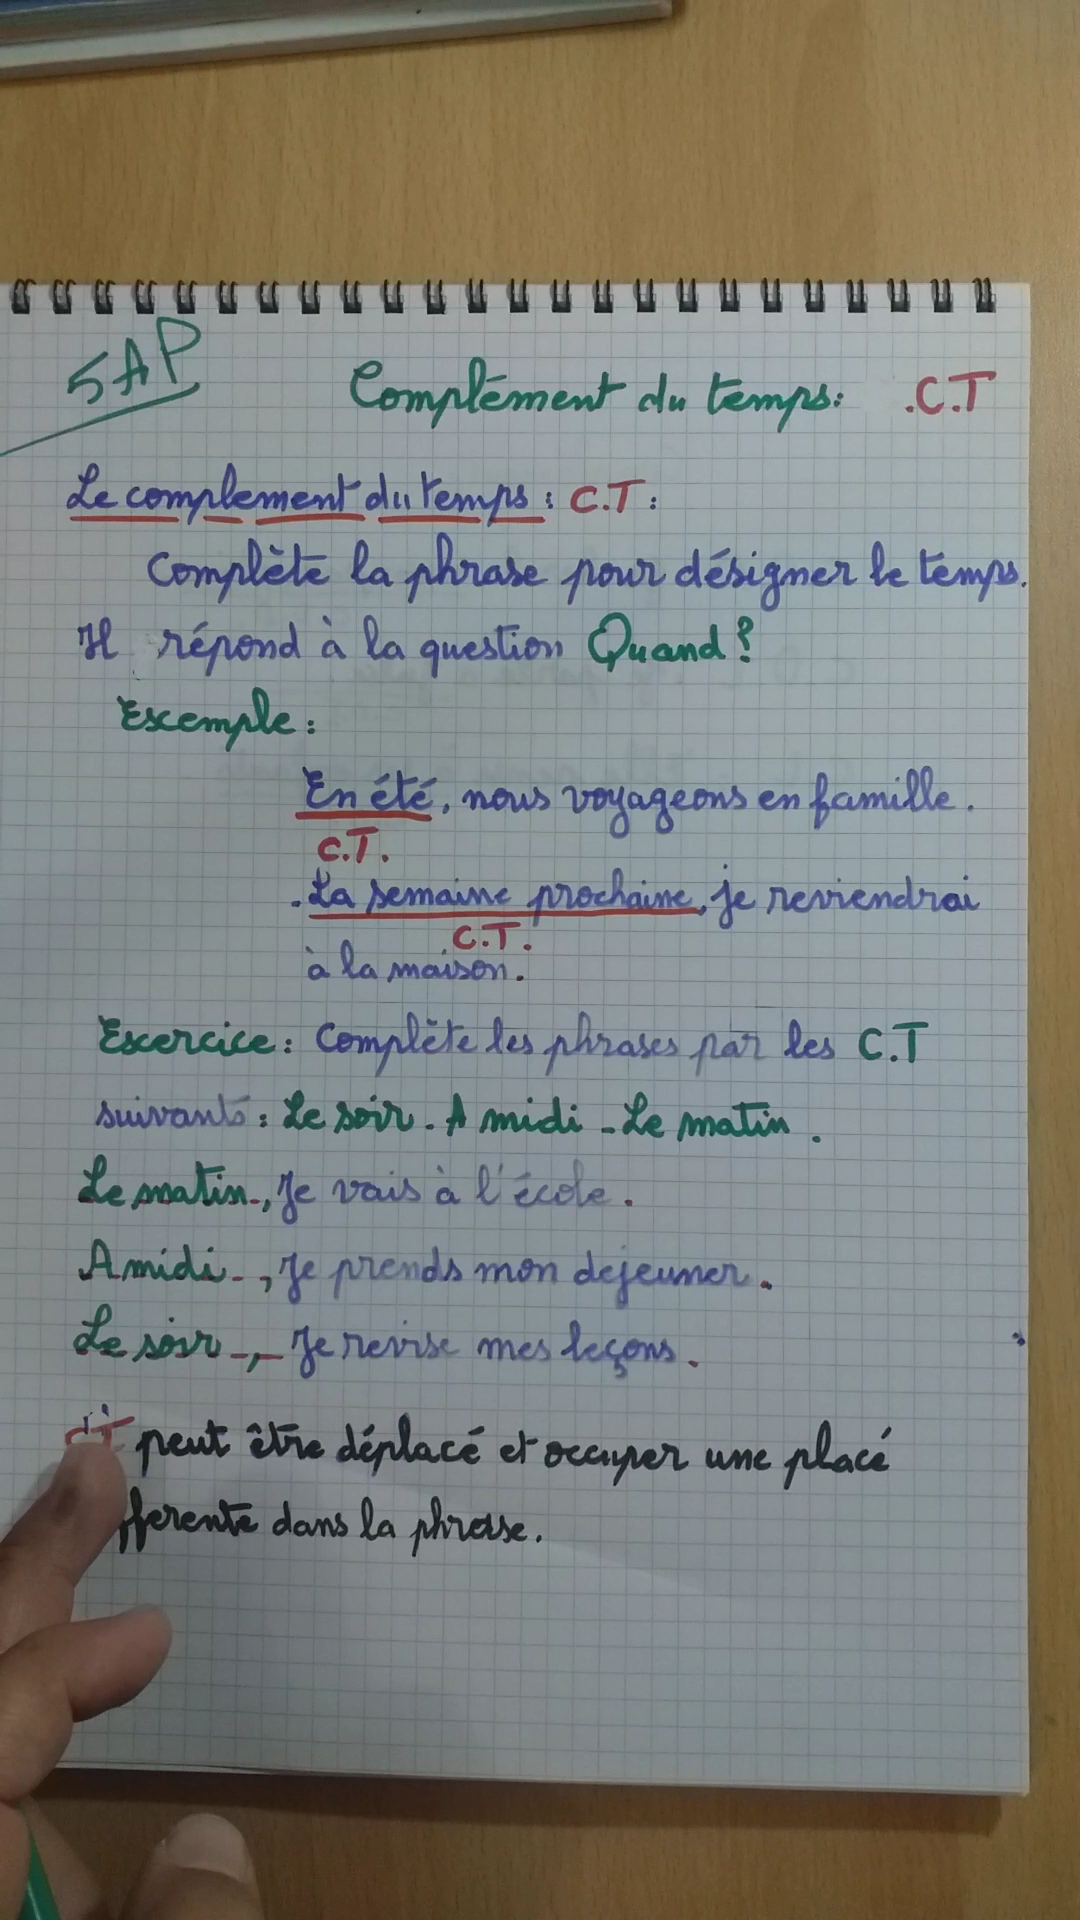 5AP
Complément du temps: .C.T
Le complement du temps : C.T :
Complète la phrase pour désigner le temps.
Il répond à la question Quand ?
Exemple :
En été, nous voyageons en famille.
C.T.
. La semaine prochaine, je reviendrai
C.T.
à la maison.
Exercice : Complète les phrases par les C.T
suivants : Le soir - A midi - Le matin .
Le matin , je vais à l'école .
A midi , je prends mon dejeuner .
Le soir , je revise mes leçons .
CT peut être déplacé et occuper une placé
fferente dans la phrase.